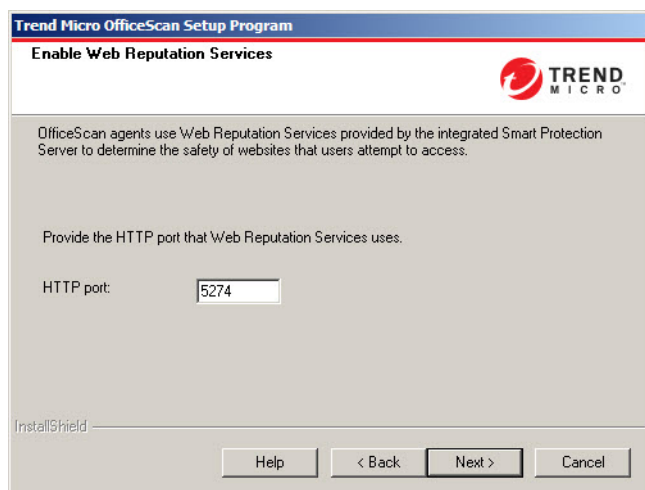 Trend Micro OfficeScan Setup Program
Enable Web Reputation Services
TREND
MICRO
OfficeScan agents use Web Reputation Services provided by the integrated Smart Protection
Server to determine the safety of websites that users attempt to access.
Provide the HTTP port that Web Reputation Services uses.
HTTP port: 5274
InstallShield
Help < Back Next > Cancel